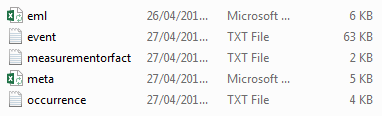 eml 26/04/201... Microsoft ... 6 KB
event 27/04/201... TXT File 63 KB
measurementorfact 27/04/201... TXT File 2 KB
meta 27/04/201... Microsoft ... 5 KB
occurrence 27/04/201... TXT File 4 KB